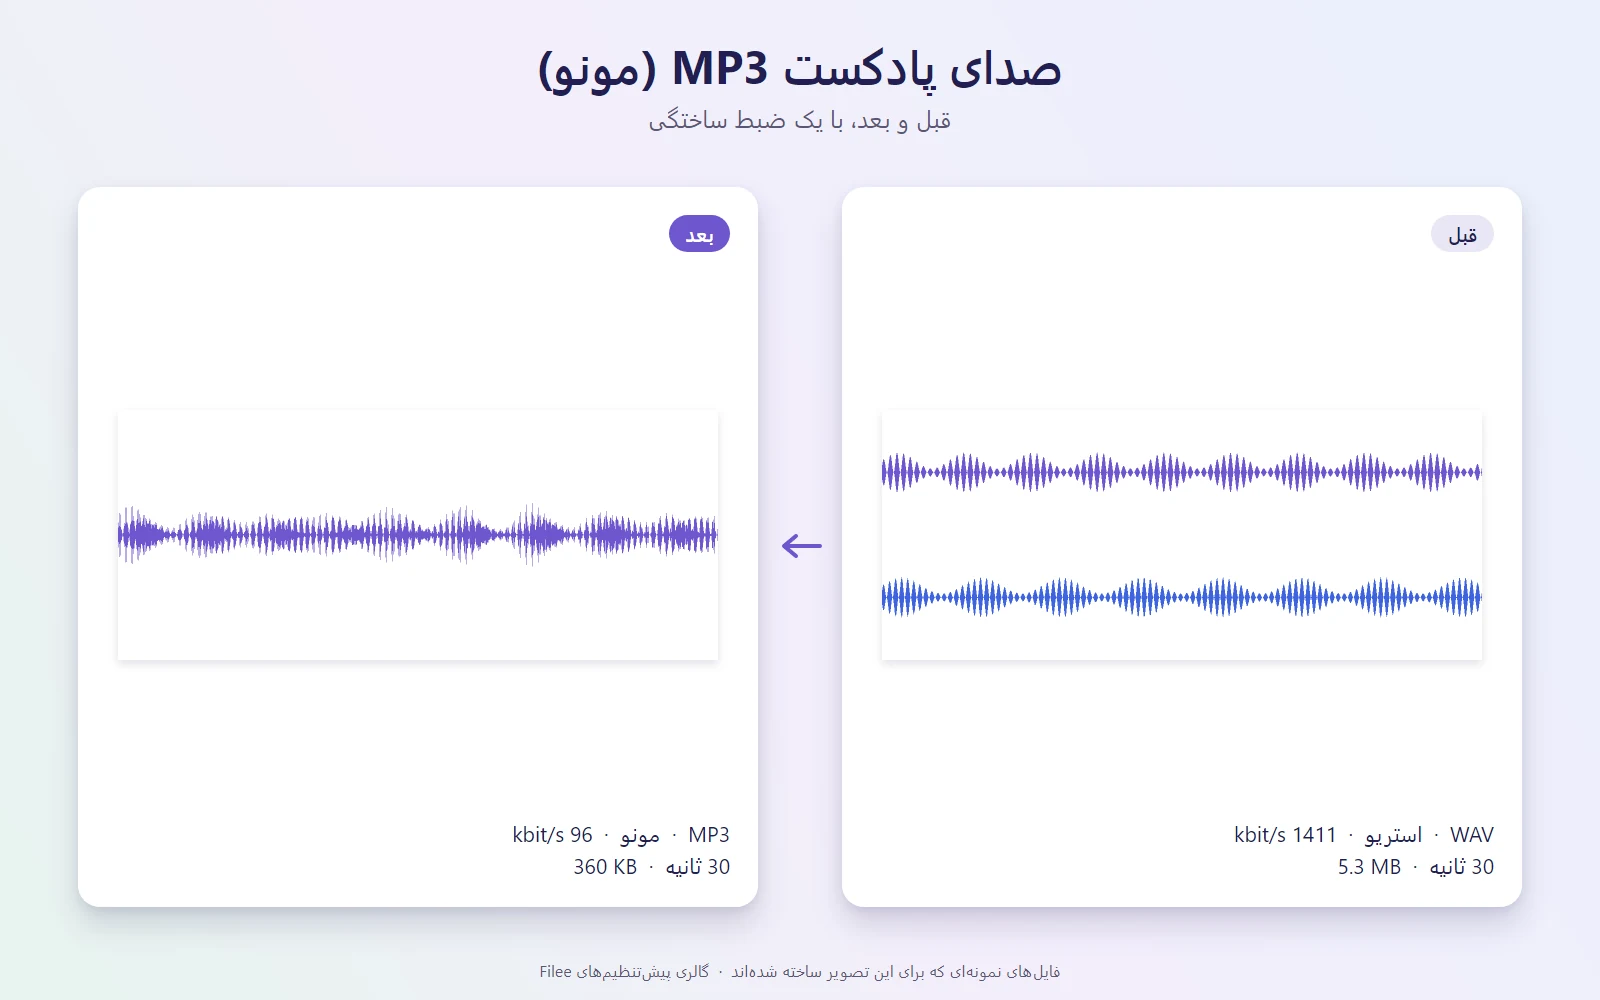 صدای پادکست MP3 (مونو)
قبل و بعد، با یک ضبط ساختگی
قبل
WAV · استریو · 1411 kbit/s
30 ثانیه · 5.3 MB
بعد
MP3 · مونو · 96 kbit/s
30 ثانیه · 360 KB
فایل‌های نمونه‌ای که برای این تصویر ساخته شده‌اند · گالری پیش‌تنظیم‌های Filee